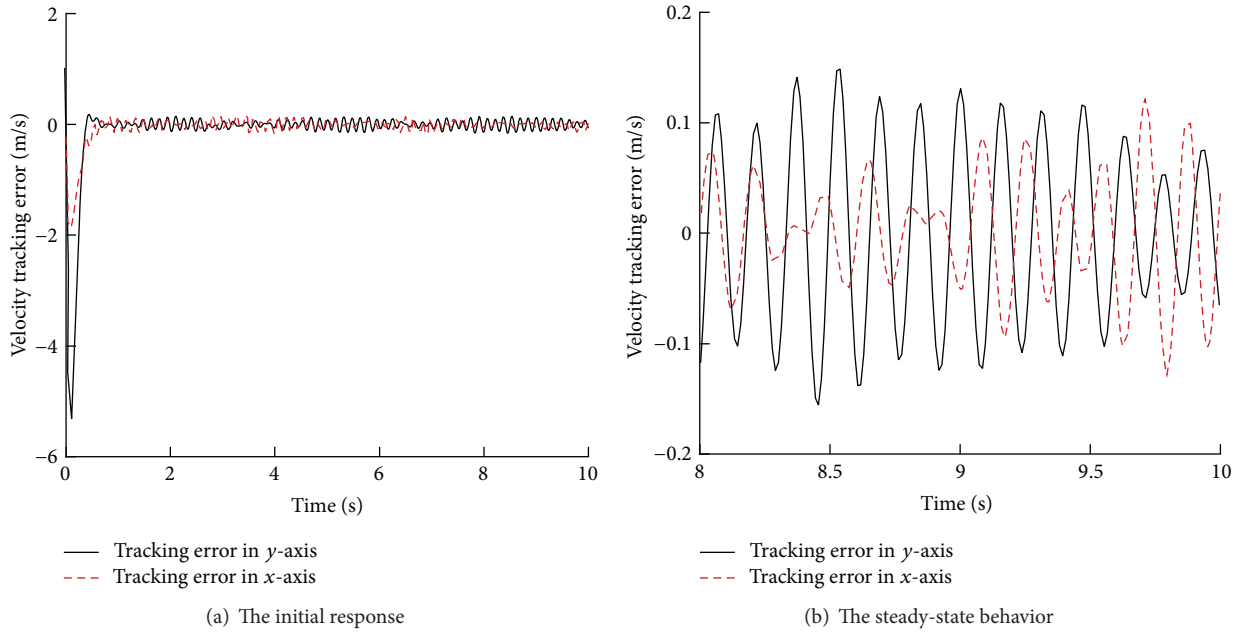 2
0
−2
−4
−6
Velocity tracking error (m/s)
0
2
4
6
8
10
Time (s)
Tracking error in y-axis
Tracking error in x-axis
(a) The initial response
0.2
0.1
0
−0.1
−0.2
Velocity tracking error (m/s)
8
8.5
9
9.5
10
Time (s)
Tracking error in y-axis
Tracking error in x-axis
(b) The steady-state behavior